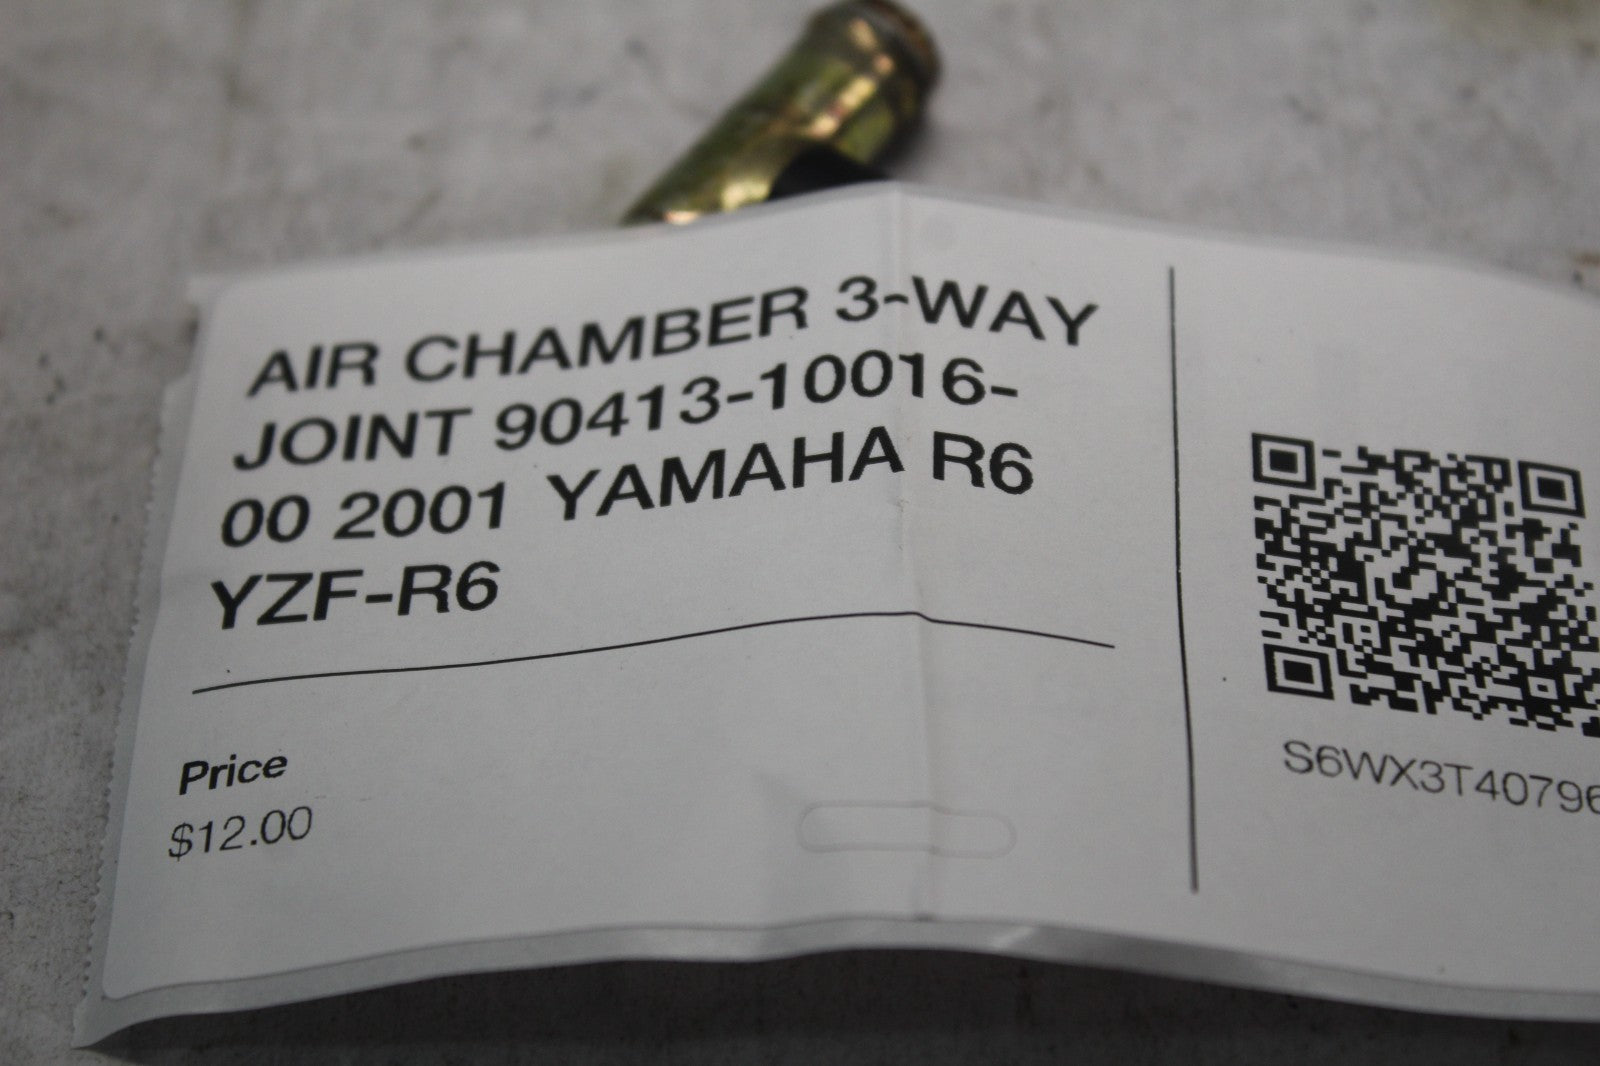 AIR CHAMBER 3-WAY
JOINT 90413-10016-
00 2001 YAMAHA R6
YZF-R6
Price
$12.00
S6WX3T40796